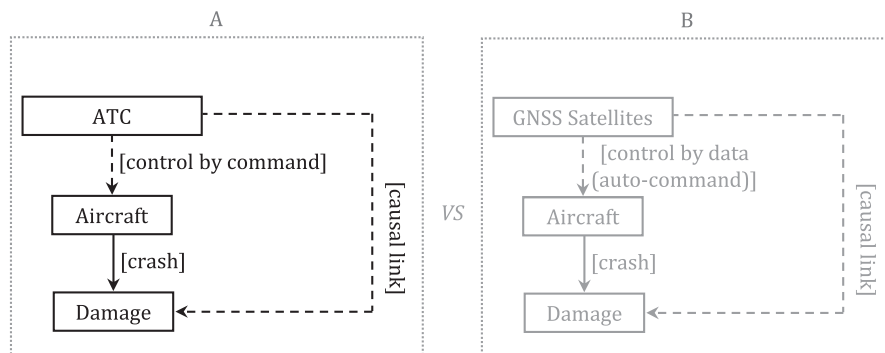 A
ATC
[control by command]
Aircraft
[crash]
Damage
[causal link]
VS
B
GNSS Satellites
[control by data
(auto-command)]
Aircraft
[crash]
Damage
[causal link]